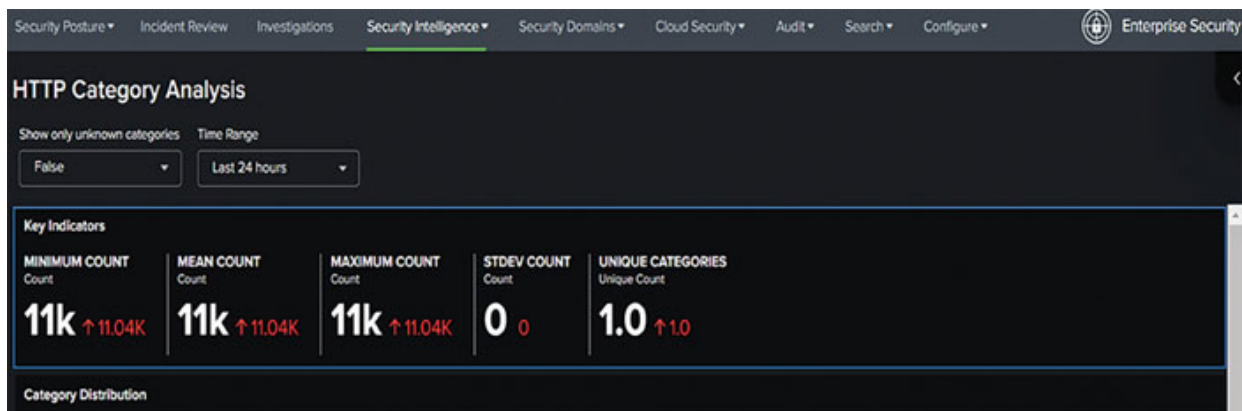 Security Posture Incident Review Investigations Security Intelligence Security Domains Cloud Security Audit Search Configure Enterprise Security
HTTP Category Analysis
Show only unknown categories Time Range
False Last 24 hours
Key Indicators
MINIMUM COUNT MEAN COUNT MAXIMUM COUNT STDEV COUNT UNIQUE CATEGORIES
Count Count Count Count Unique Count
11k ↑ 11.04K 11k ↑ 11.04K 11k ↑ 11.04K 0 0 1.0 ↑ 1.0
Category Distribution